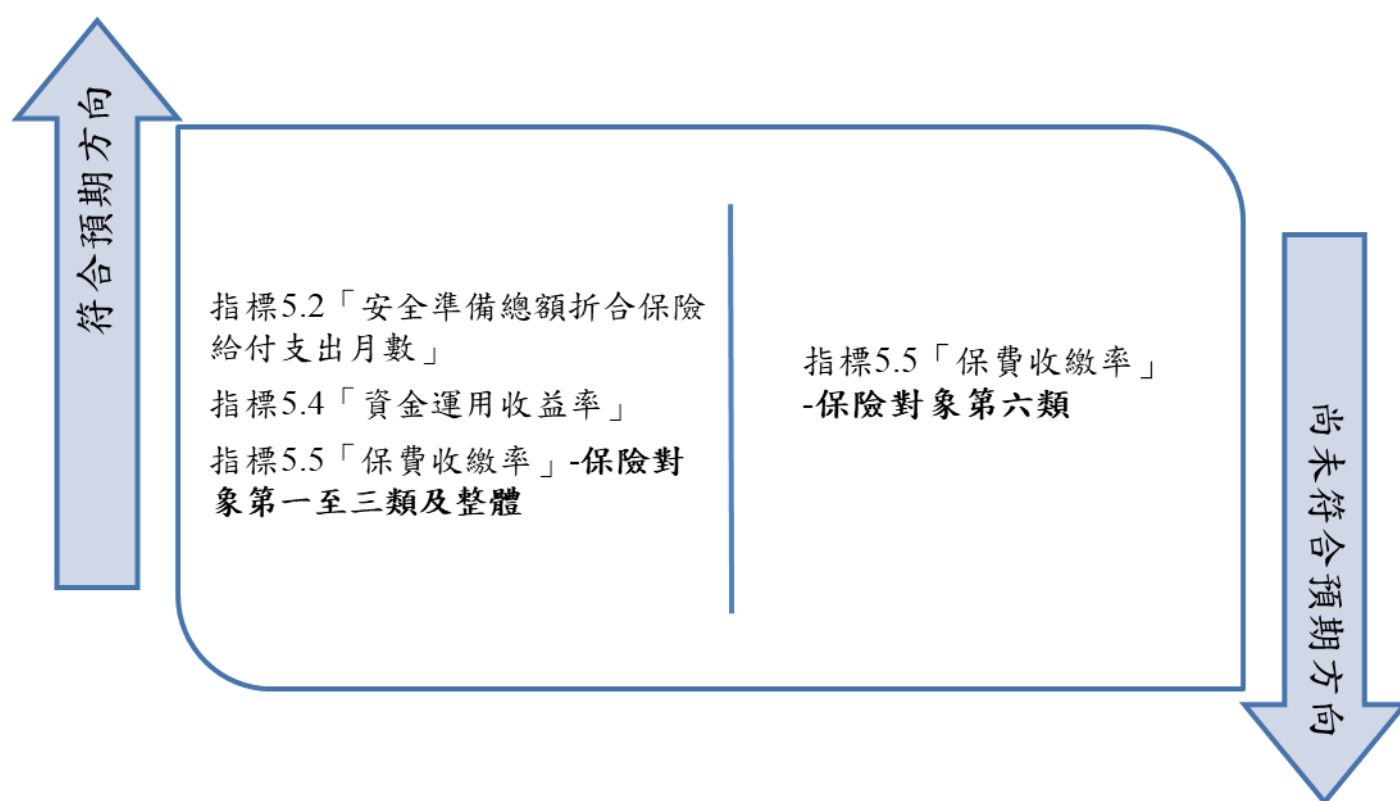 符合預期方向
指標5.2「安全準備總額折合保險
給付支出月數」
指標5.4「資金運用收益率」
指標5.5「保費收繳率」-保險對
象第一至三類及整體
指標5.5「保費收繳率」
-保險對象第六類
尚未符合預期方向